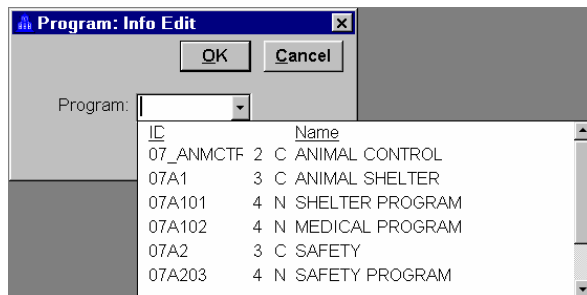 Program: Info Edit
OK Cancel
Program:
ID Name
07_ANMCTF 2 C ANIMAL CONTROL
07A1 3 C ANIMAL SHELTER
07A101 4 N SHELTER PROGRAM
07A102 4 N MEDICAL PROGRAM
07A2 3 C SAFETY
07A203 4 N SAFETY PROGRAM